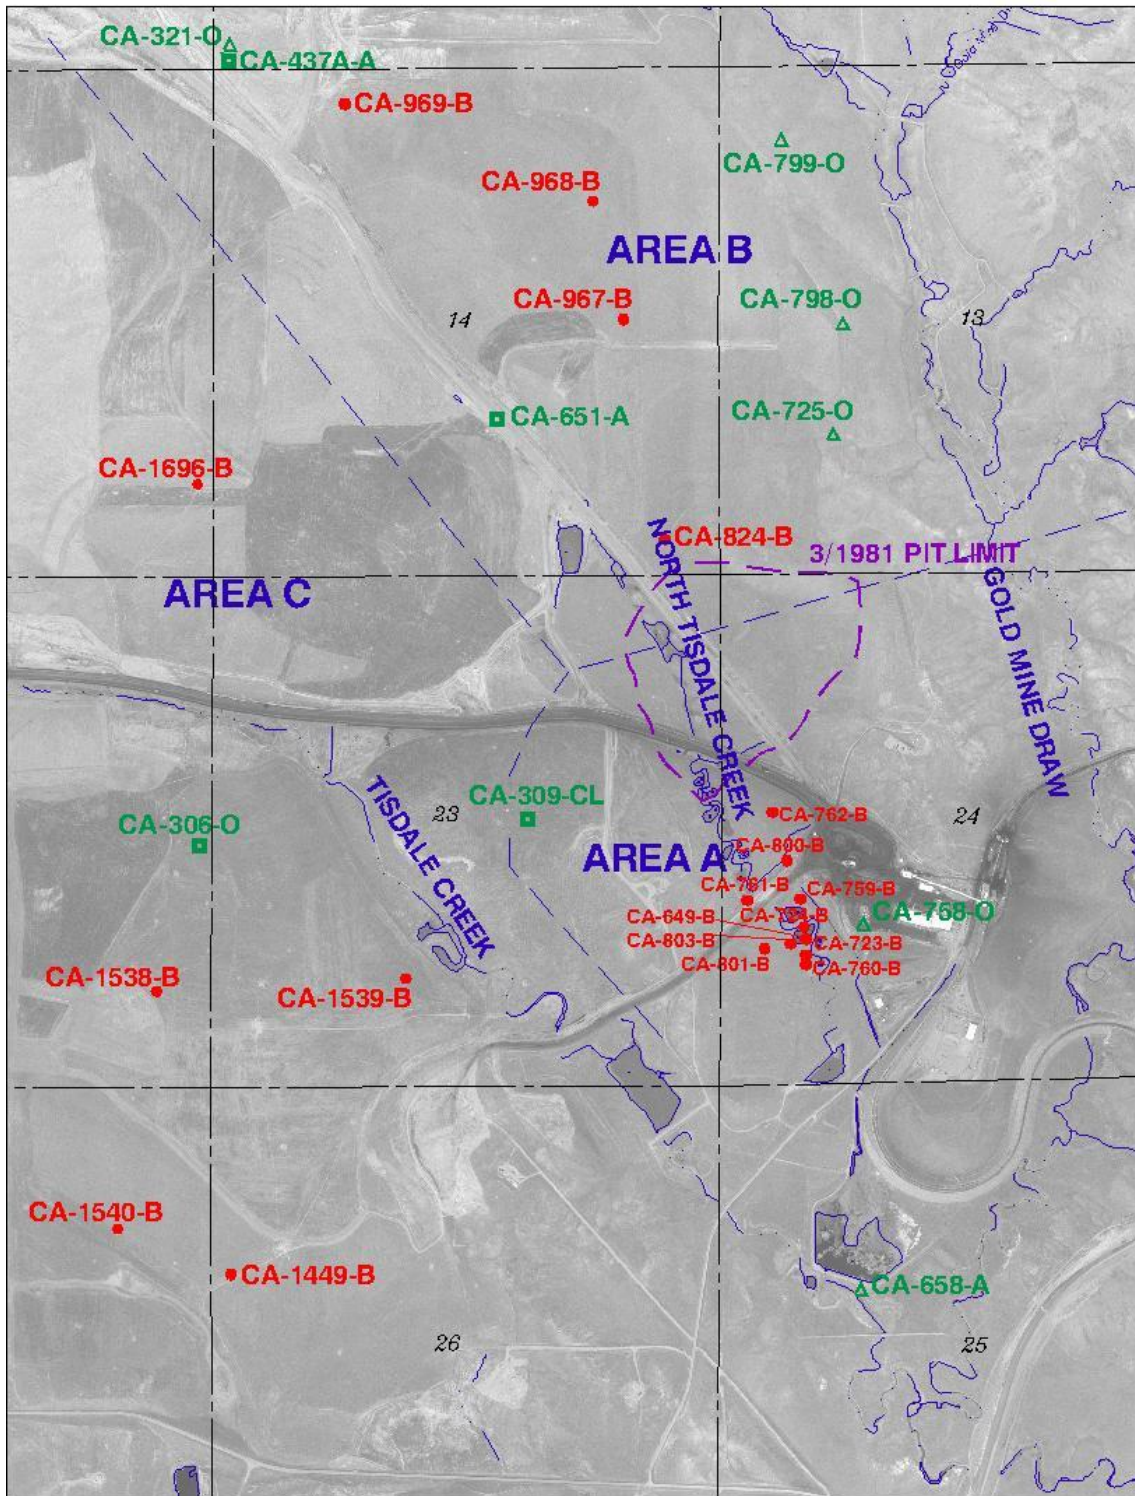 CA-321-O
CA-437A-A
CA-969-B
CA-799-O
CA-968-B
AREA B
CA-967-B
CA-798-O
14
13
CA-651-A
CA-725-O
CA-1696-B
CA-824-B
3/1981 PIT LIMIT
AREA C
NORTH TISDALE CREEK
GOLD MINE DRAW
TISDALE CREEK
CA-306-O
23
CA-309-CL
CA-762-B
24
AREA A
CA-800-B
CA-759-B
CA-649-B
CA-758-O
CA-803-B
CA-723-B
CA-801-B
CA-760-B
CA-1538-B
CA-1539-B
CA-1540-B
CA-1449-B
CA-658-A
26
25